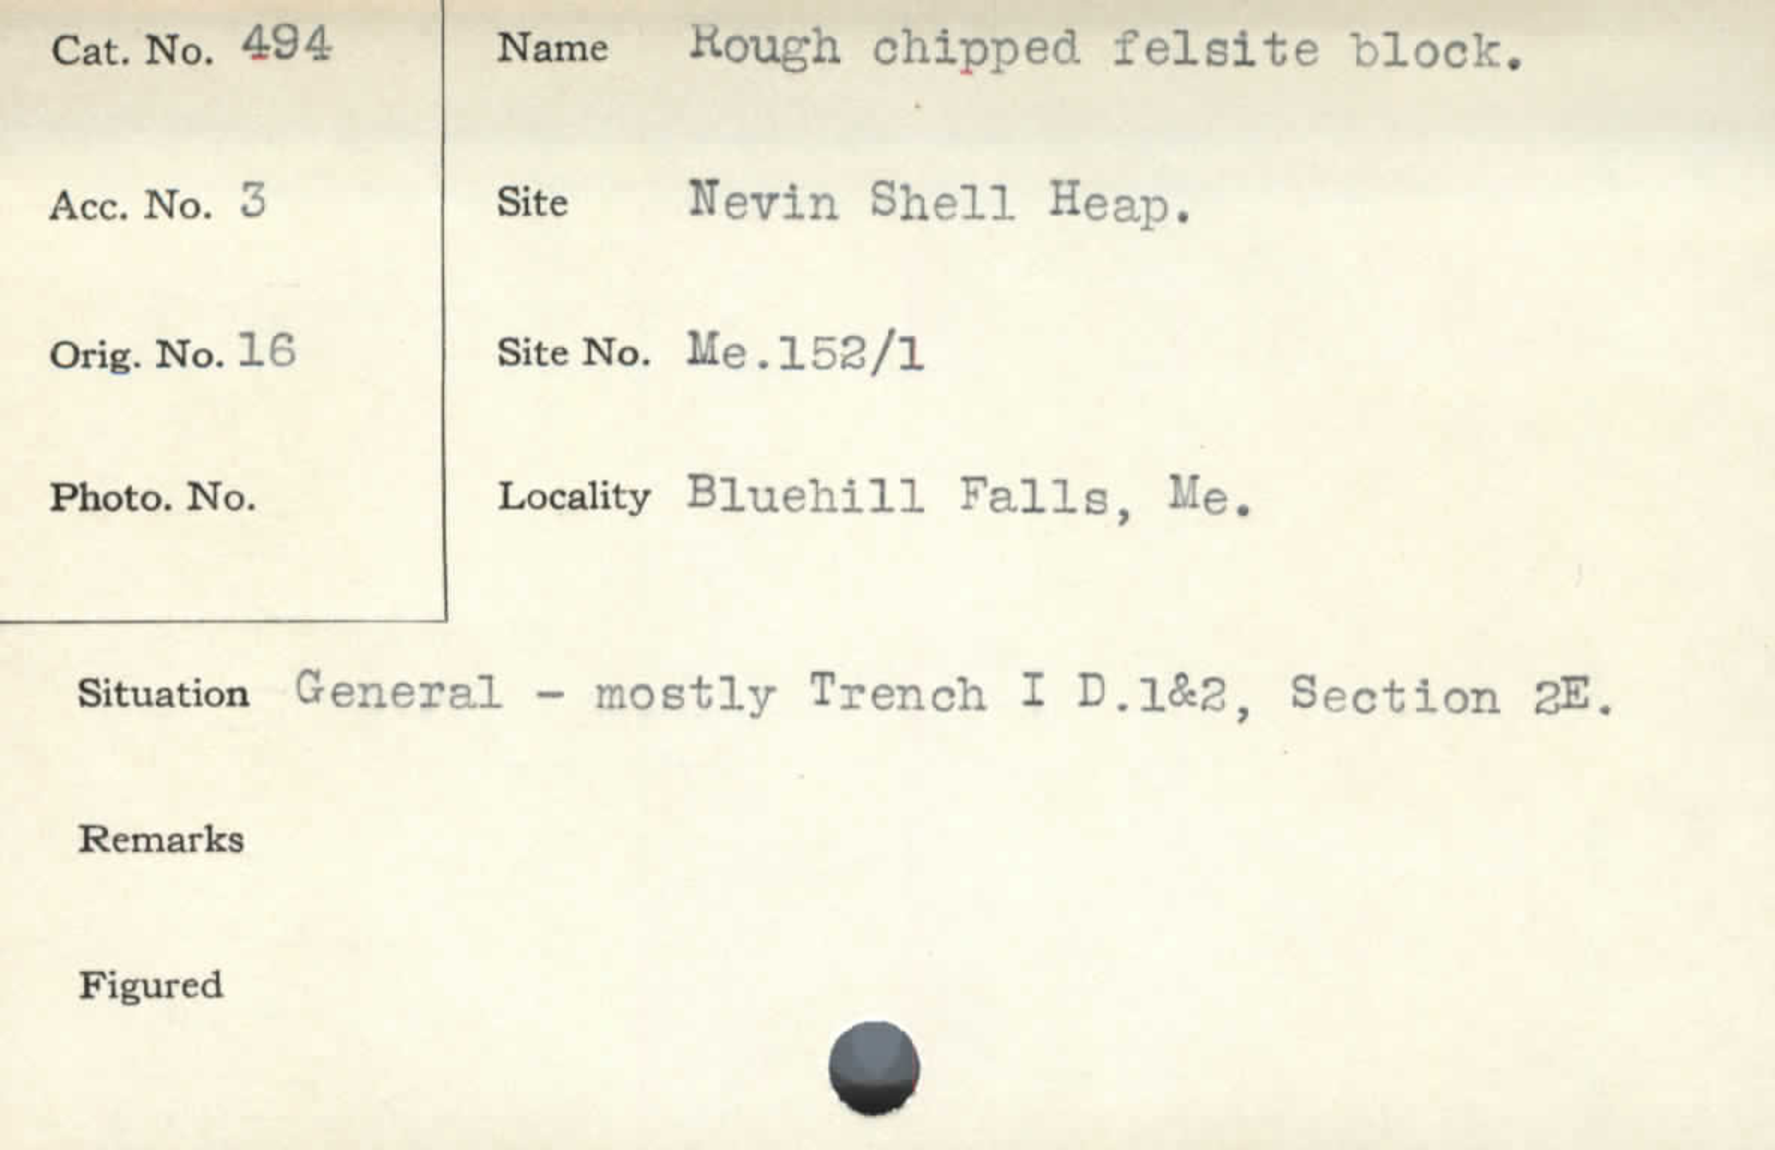 Cat. No. 494 Name Rough chipped felsite block.
Acc. No. 3 Site Nevin Shell Heap.
Orig. No. 16 Site No. Me.152/1
Photo. No. Locality Bluehill Falls, Me.
Situation General - mostly Trench I D.1&2, Section 2E.
Remarks
Figured